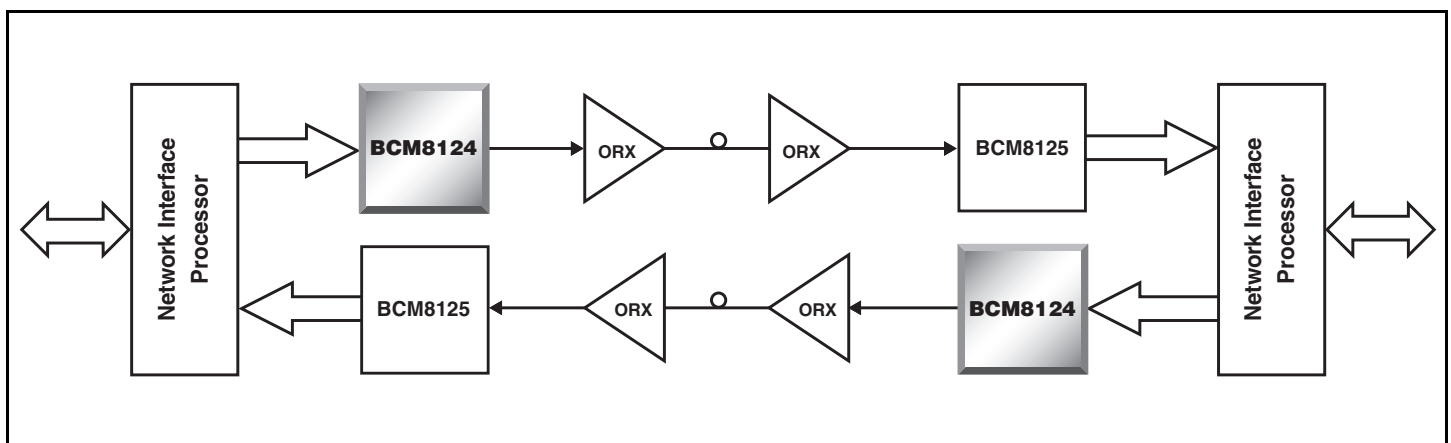 Network Interface
Processor
BCM8124
ORX
ORX
BCM8125
Network Interface
Processor
BCM8125
ORX
ORX
BCM8124